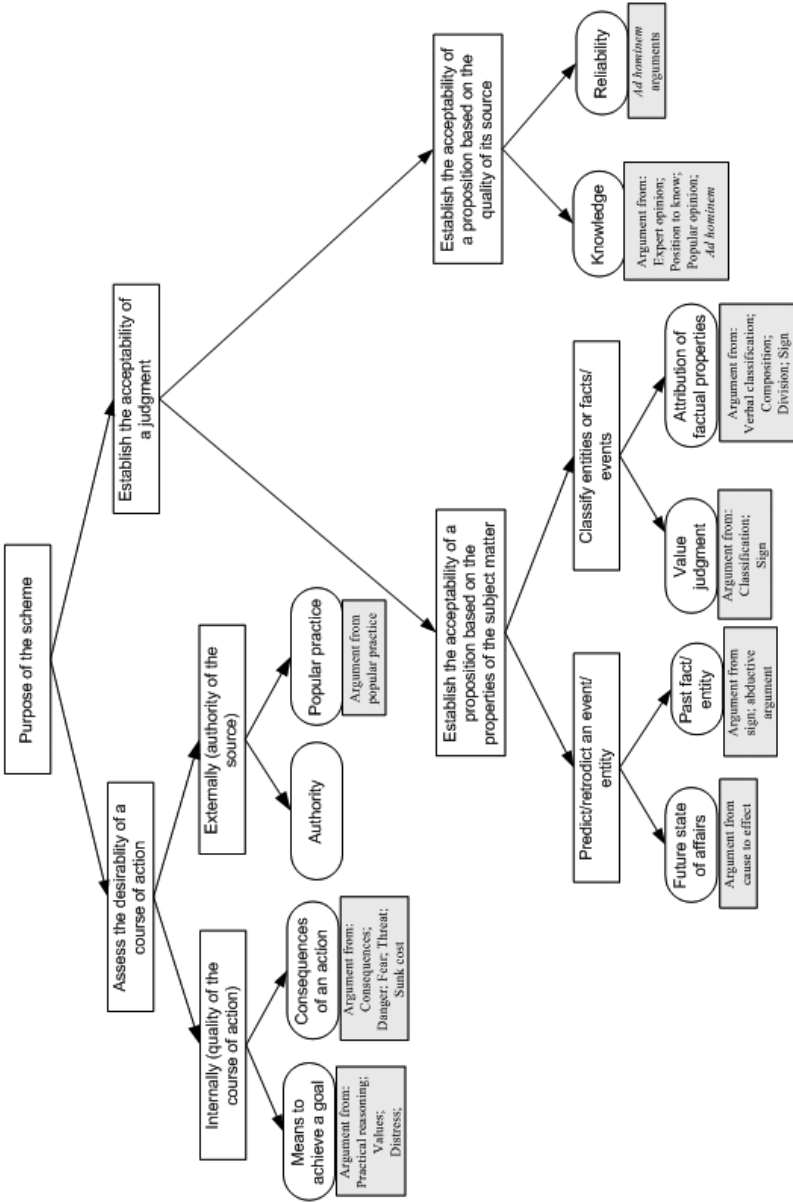 Purpose of the scheme
Assess the desirablity of a
course of action
Establish the acceptability of
a judgment
Internally (quality of the
course of action)
Externally (authority of the
source)
Means to
achieve a goal
Argument from:
Practical reasoning;
Values;
Distress;
Consequences
of an action
Argument from:
Consequences;
Danger; Fear; Threat;
Sunk cost
Authority
Popular practice
Argument from
popular practice
Establish the acceptability of a
proposition based on the
properties of the subject matter
Establish the acceptability of
a proposition based on the
quality of its source
Predict/retrodict an event/
entity
Classify entities or facts/
events
Future state
of affairs
Argument from
cause to effect
Past fact/
entity
Argument from
sign; abductive
argument
Value
judgment
Argument from:
Classification;
Sign
Attribution of
factual properties
Argument from:
Verbal classification;
Composition;
Division; Sign
Knowledge
Argument from:
Expert opinion;
Position to know;
Popular opinion;
Ad hominem
Reliability
Ad hominem
arguments